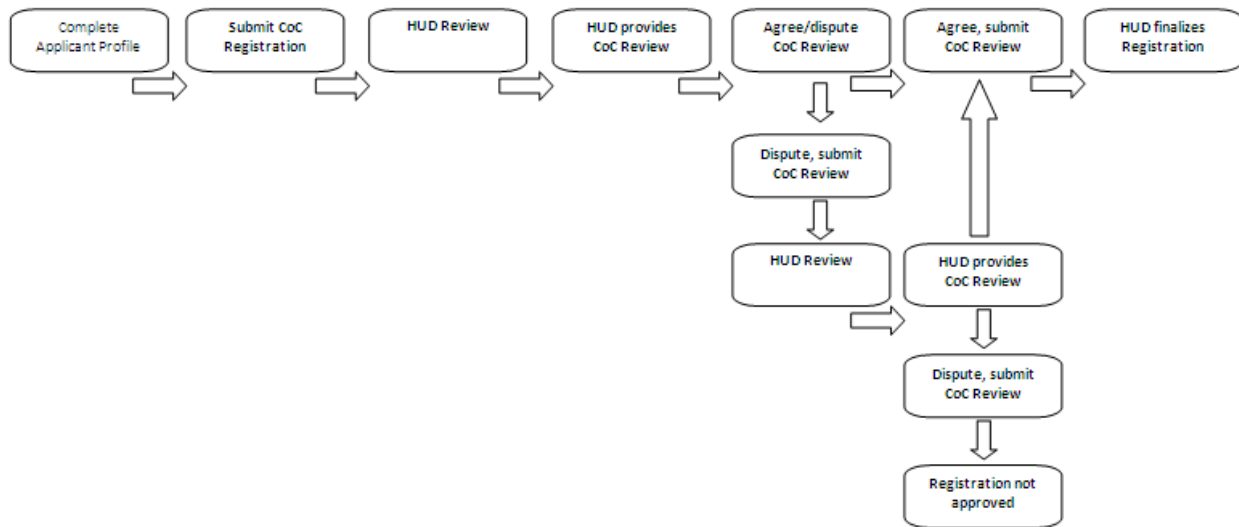 Complete
Applicant Profile
Submit CoC
Registration
HUD Review
HUD provides
CoC Review
Agree/dispute
CoC Review
Agree, submit
CoC Review
HUD finalizes
Registration
Dispute, submit
CoC Review
HUD Review
HUD provides
CoC Review
Dispute, submit
CoC Review
Registration not
approved